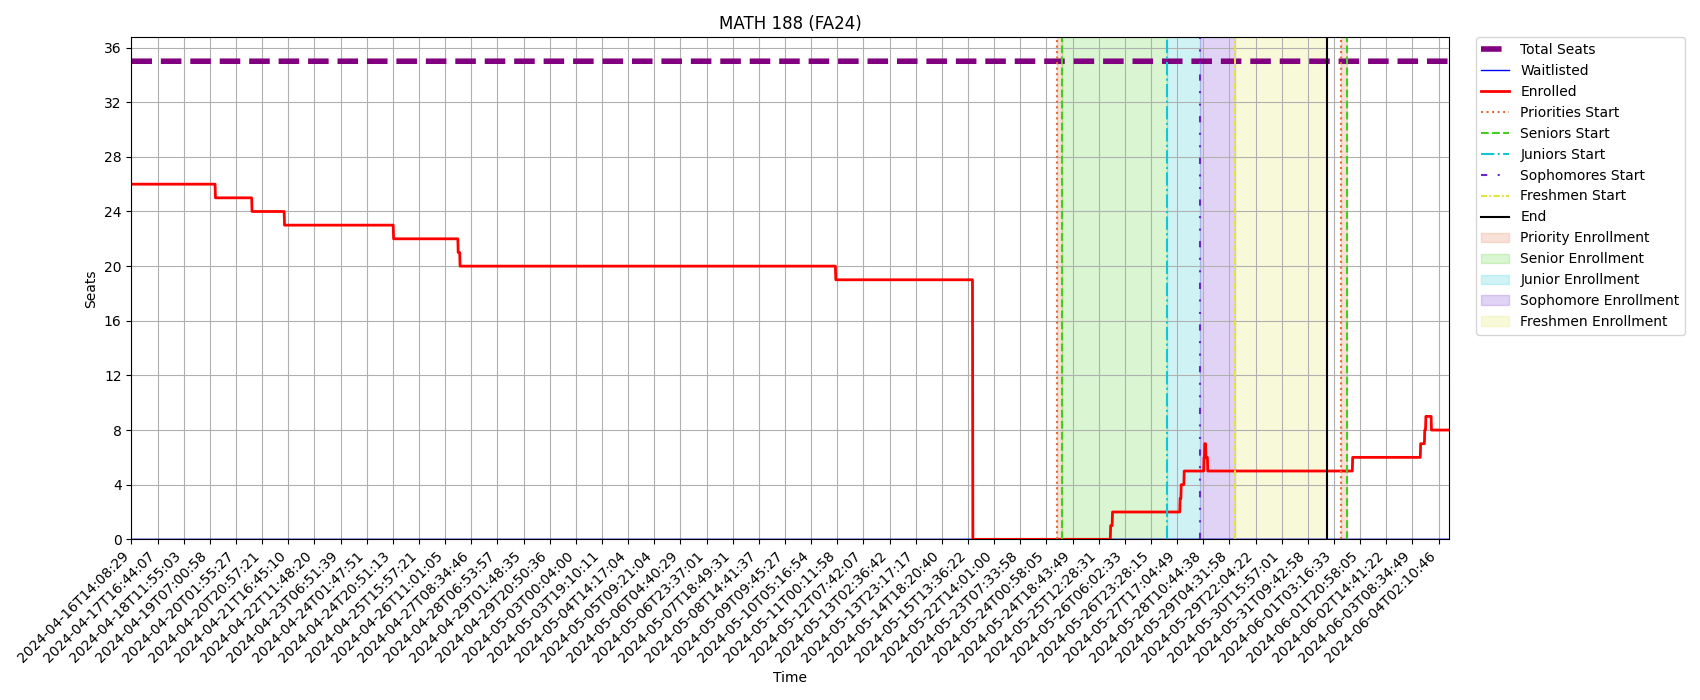 MATH 188 (FA24)
Seats
36
32
28
24
20
16
12
8
4
0
2024-04-16T14:08:29
2024-04-17T16:44:07
2024-04-18T11:55:03
2024-04-19T07:00:58
2024-04-20T01:55:27
2024-04-20T20:57:21
2024-04-21T16:45:10
2024-04-22T11:48:20
2024-04-23T06:51:39
2024-04-24T01:47:51
2024-04-24T20:51:13
2024-04-25T15:57:21
2024-04-26T11:01:05
2024-04-27T08:34:46
2024-04-28T06:53:57
2024-04-29T01:48:35
2024-04-29T20:50:36
2024-05-03T00:04:00
2024-05-03T19:10:11
2024-05-04T14:17:04
2024-05-05T09:21:04
2024-05-06T04:40:29
2024-05-06T23:37:01
2024-05-07T18:49:31
2024-05-08T14:41:37
2024-05-09T09:45:27
2024-05-10T05:16:54
2024-05-11T00:11:58
2024-05-12T07:42:07
2024-05-13T02:36:42
2024-05-13T23:17:17
2024-05-14T18:20:40
2024-05-15T13:36:22
2024-05-22T14:01:00
2024-05-23T07:33:58
2024-05-24T00:58:05
2024-05-24T18:43:49
2024-05-25T12:28:31
2024-05-26T06:02:33
2024-05-26T23:28:15
2024-05-27T17:04:49
2024-05-28T10:44:38
2024-05-29T04:31:58
2024-05-29T22:04:22
2024-05-30T15:57:01
2024-05-31T09:42:58
2024-06-01T03:16:33
2024-06-01T20:58:05
2024-06-02T14:41:22
2024-06-03T08:34:49
2024-06-04T02:10:46
Time
Total Seats
Waitlisted
Enrolled
Priorities Start
Seniors Start
Juniors Start
Sophomores Start
Freshmen Start
End
Priority Enrollment
Senior Enrollment
Junior Enrollment
Sophomore Enrollment
Freshmen Enrollment